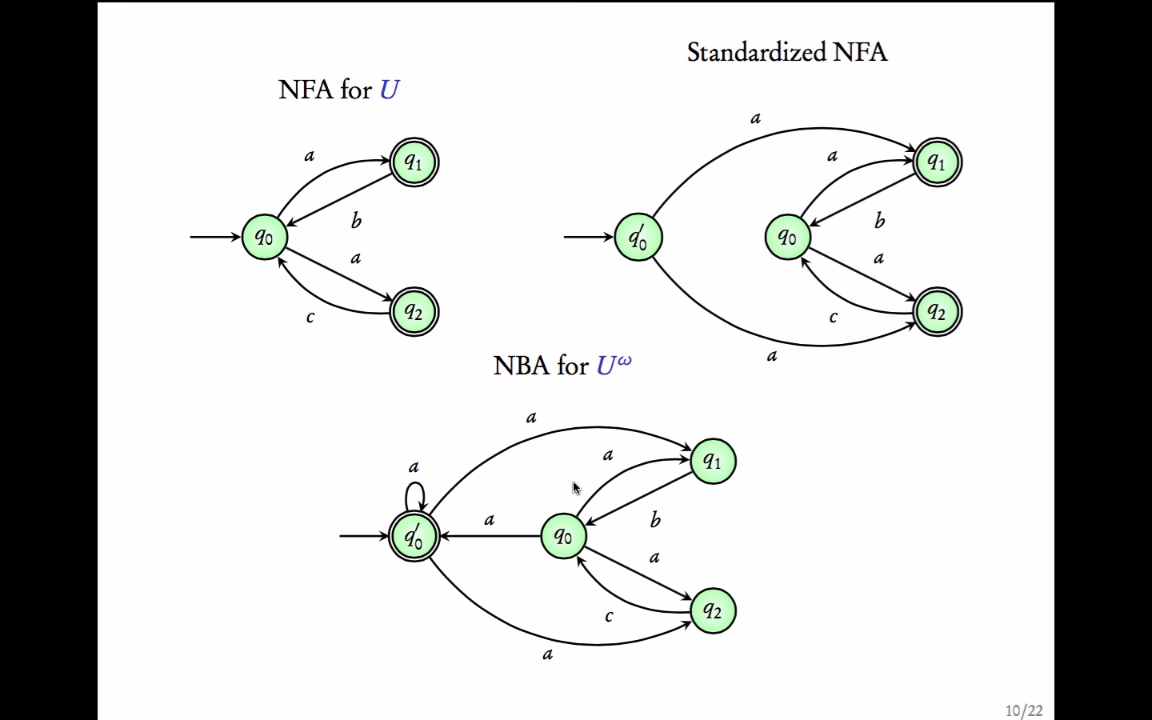 Standardized NFA
NFA for U
a
a
a
a
q₁
q₁
b
b
q₀
q₀′
q₀
a
a
q₂
q₂
c
c
a
NBA for U^ω
a
a
q₁
a
a
b
q₀′
q₀
a
q₂
c
a
10/22